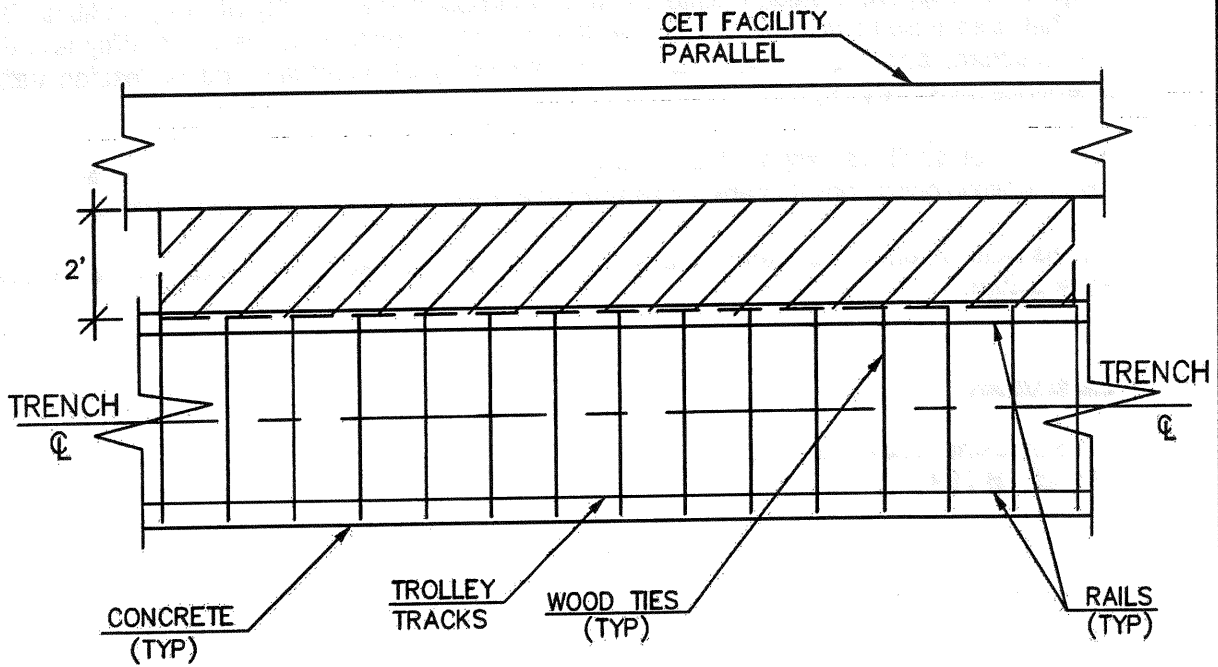 CET FACILITY
PARALLEL
2'
TRENCH
℄
TRENCH
℄
CONCRETE
(TYP)
TROLLEY
TRACKS
WOOD TIES
(TYP)
RAILS
(TYP)